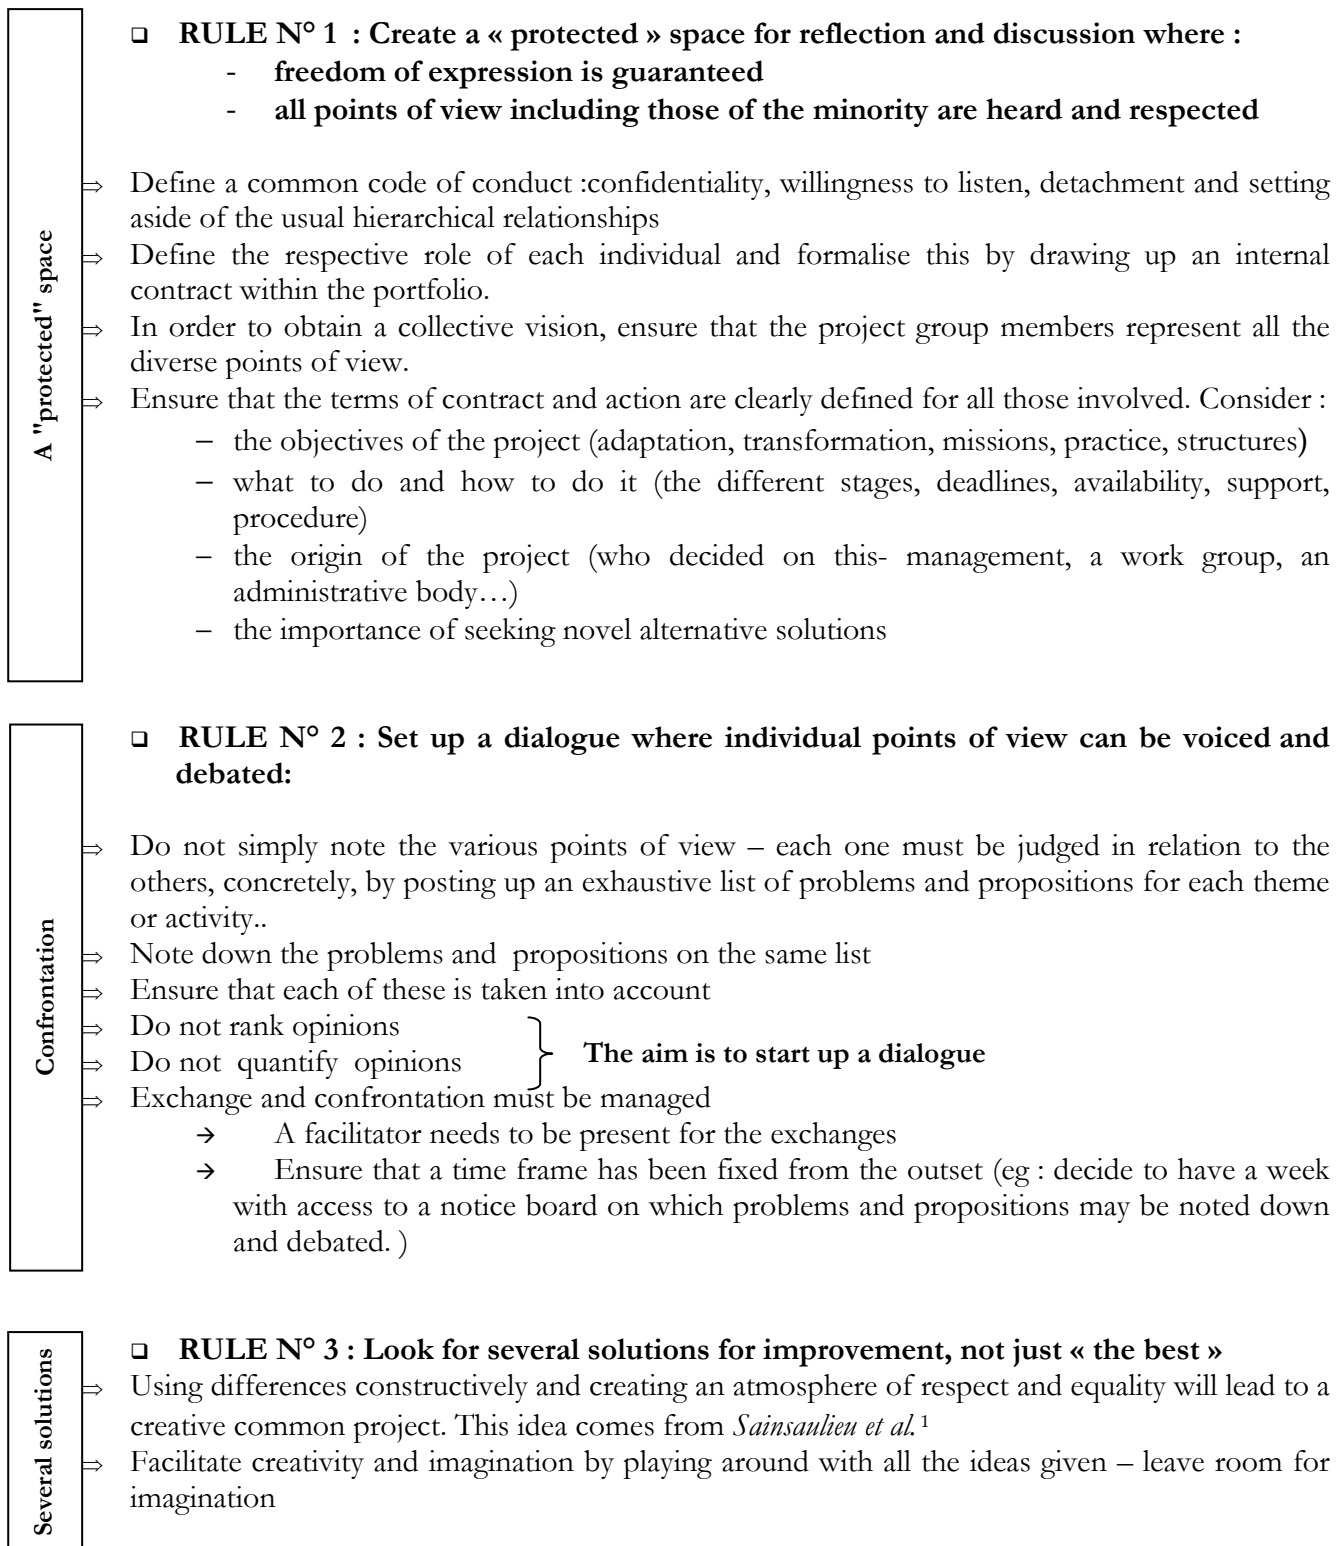 A "protected" space
❑ RULE N° 1 : Create a « protected » space for reflection and discussion where :
- freedom of expression is guaranteed
- all points of view including those of the minority are heard and respected
⇒ Define a common code of conduct :confidentiality, willingness to listen, detachment and setting
aside of the usual hierarchical relationships
⇒ Define the respective role of each individual and formalise this by drawing up an internal
contract within the portfolio.
⇒ In order to obtain a collective vision, ensure that the project group members represent all the
diverse points of view.
⇒ Ensure that the terms of contract and action are clearly defined for all those involved. Consider :
– the objectives of the project (adaptation, transformation, missions, practice, structures)
– what to do and how to do it (the different stages, deadlines, availability, support,
procedure)
– the origin of the project (who decided on this- management, a work group, an
administrative body…)
– the importance of seeking novel alternative solutions
Confrontation
❑ RULE N° 2 : Set up a dialogue where individual points of view can be voiced and
debated:
⇒ Do not simply note the various points of view – each one must be judged in relation to the
others, concretely, by posting up an exhaustive list of problems and propositions for each theme
or activity..
⇒ Note down the problems and propositions on the same list
⇒ Ensure that each of these is taken into account
⇒ Do not rank opinions
⇒ Do not quantify opinions
The aim is to start up a dialogue
⇒ Exchange and confrontation must be managed
→ A facilitator needs to be present for the exchanges
→ Ensure that a time frame has been fixed from the outset (eg : decide to have a week
with access to a notice board on which problems and propositions may be noted down
and debated. )
Several solutions
❑ RULE N° 3 : Look for several solutions for improvement, not just « the best »
⇒ Using differences constructively and creating an atmosphere of respect and equality will lead to a
creative common project. This idea comes from Sainsaulieu et al.¹
⇒ Facilitate creativity and imagination by playing around with all the ideas given – leave room for
imagination